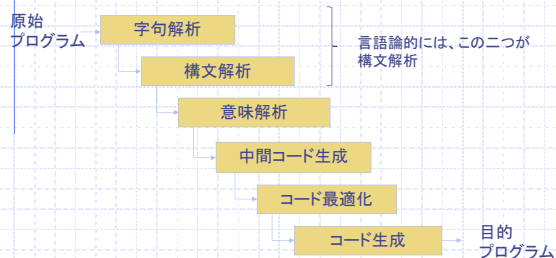 原始
プログラム
字句解析
言語論的には、この二つが
構文解析
構文解析
意味解析
中間コード生成
コード最適化
コード生成
目的
プログラム